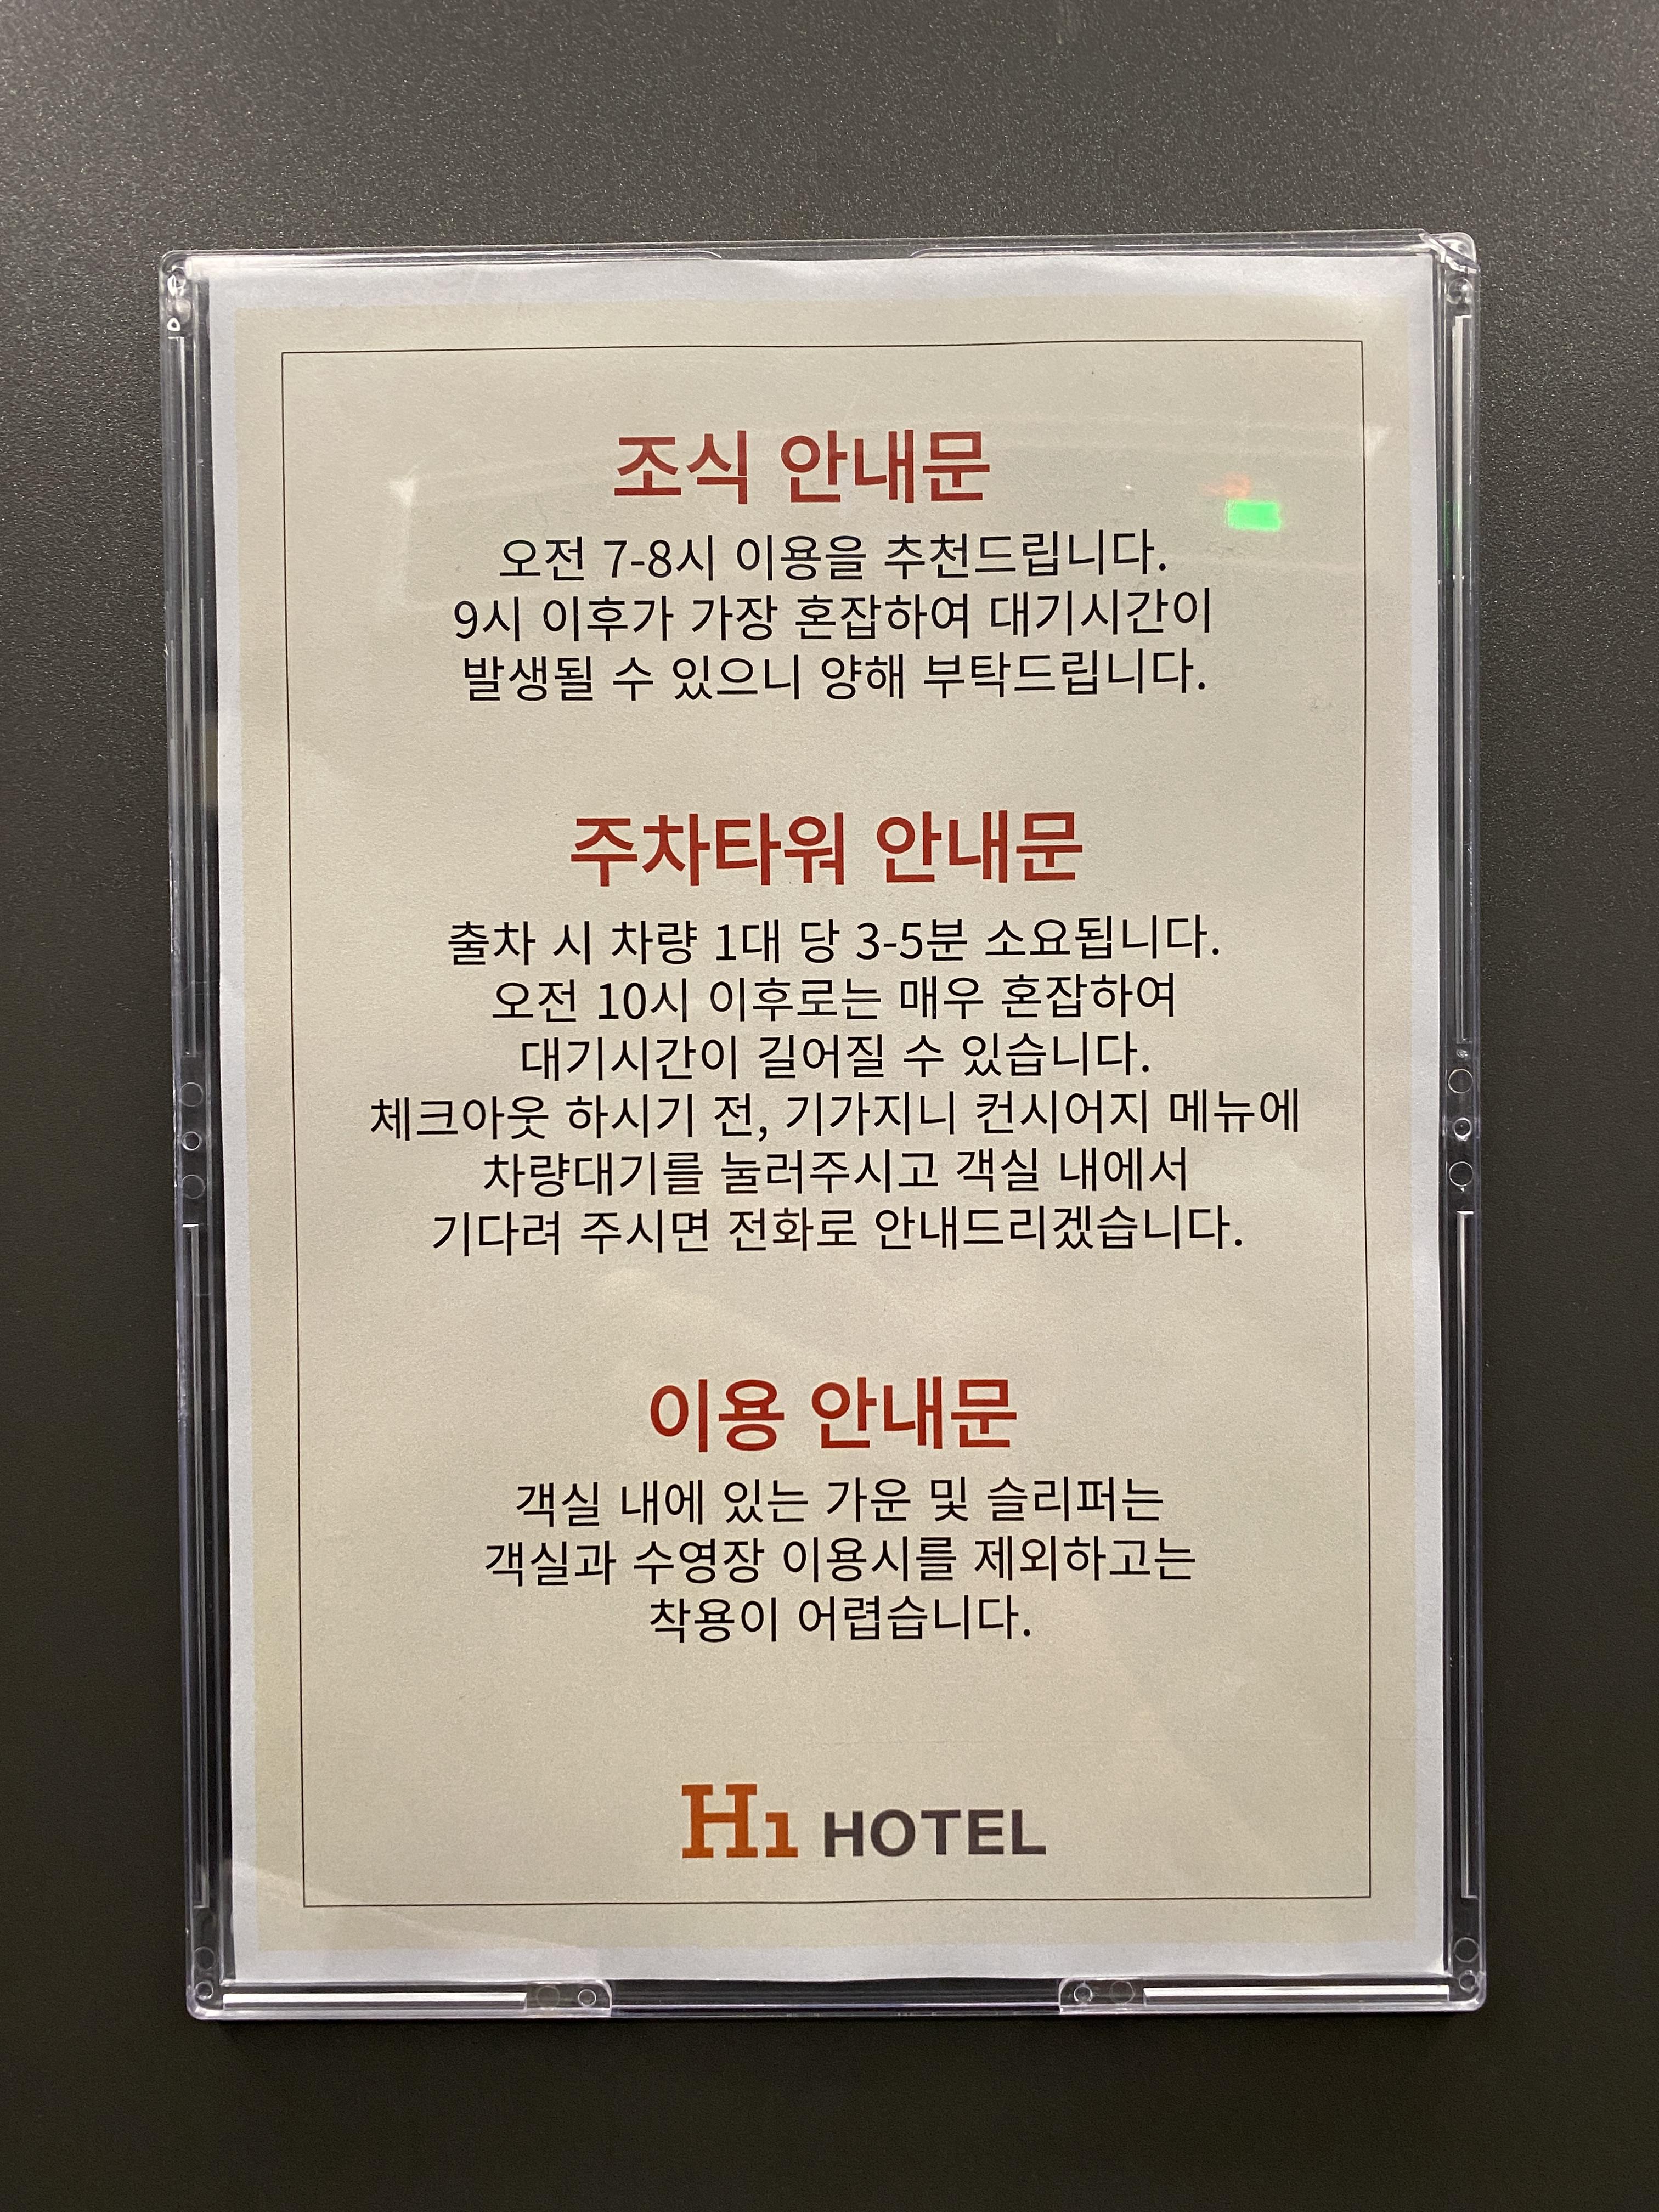 조식 안내문
오전 7-8시 이용을 추천드립니다.
9시 이후가 가장 혼잡하여 대기시간이
발생될 수 있으니 양해 부탁드립니다.
주차타워 안내문
출차 시 차량 1대 당 3-5분 소요됩니다.
오전 10시 이후로는 매우 혼잡하여
대기시간이 길어질 수 있습니다.
체크아웃 하시기 전, 기가지니 컨시어지 메뉴에
차량대기를 눌러주시고 객실 내에서
기다려 주시면 전화로 안내드리겠습니다.
이용 안내문
객실 내에 있는 가운 및 슬리퍼는
객실과 수영장 이용시를 제외하고는
착용이 어렵습니다.
Hi HOTEL